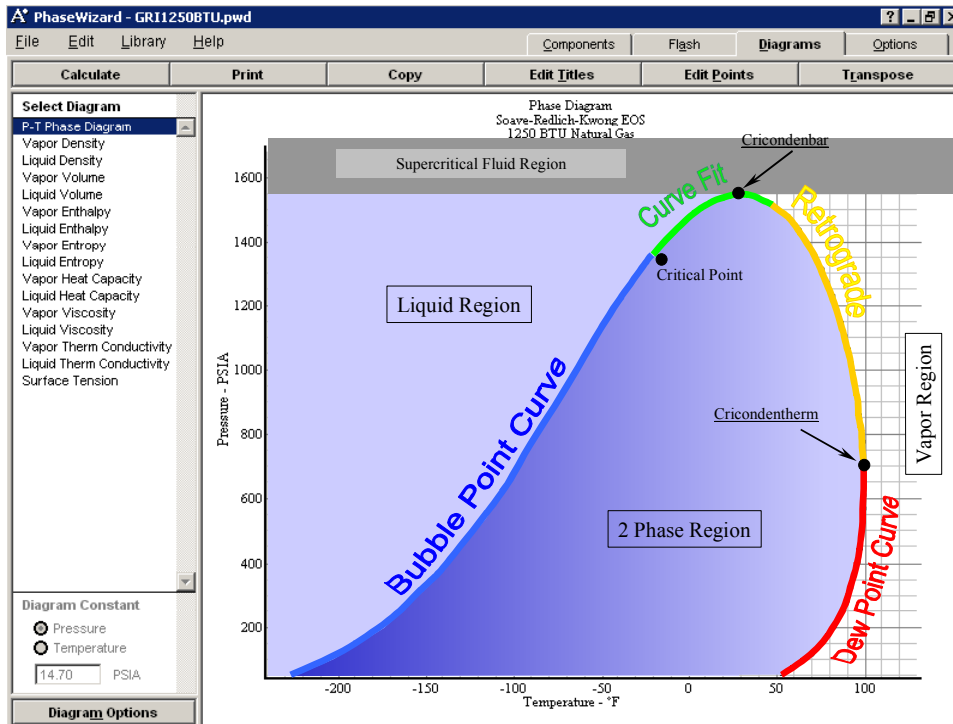 PhaseWizard - GRI1250BTU.pwd
File Edit Library Help
Components Flash Diagrams Options
Calculate Print Copy Edit Titles Edit Points Transpose
Select Diagram
P-T Phase Diagram
Vapor Density
Liquid Density
Vapor Volume
Liquid Volume
Vapor Enthalpy
Liquid Enthalpy
Vapor Entropy
Liquid Entropy
Vapor Heat Capacity
Liquid Heat Capacity
Vapor Viscosity
Liquid Viscosity
Vapor Therm Conductivity
Liquid Therm Conductivity
Surface Tension
Diagram Constant
Pressure
Temperature
14.70 PSIA
Diagram Options
Phase Diagram
Soave-Redlich-Kwong EOS
1250 BTU Natural Gas
Supercritical Fluid Region
Cricondenbar
Curve Fit
Retrograde
Critical Point
Liquid Region
Bubble Point Curve
Cricondentherm
Vapor Region
2 Phase Region
Dew Point Curve
Pressure - PSIA
1600
1400
1200
1000
800
600
400
200
-200 -150 -100 -50 0 50 100
Temperature - °F